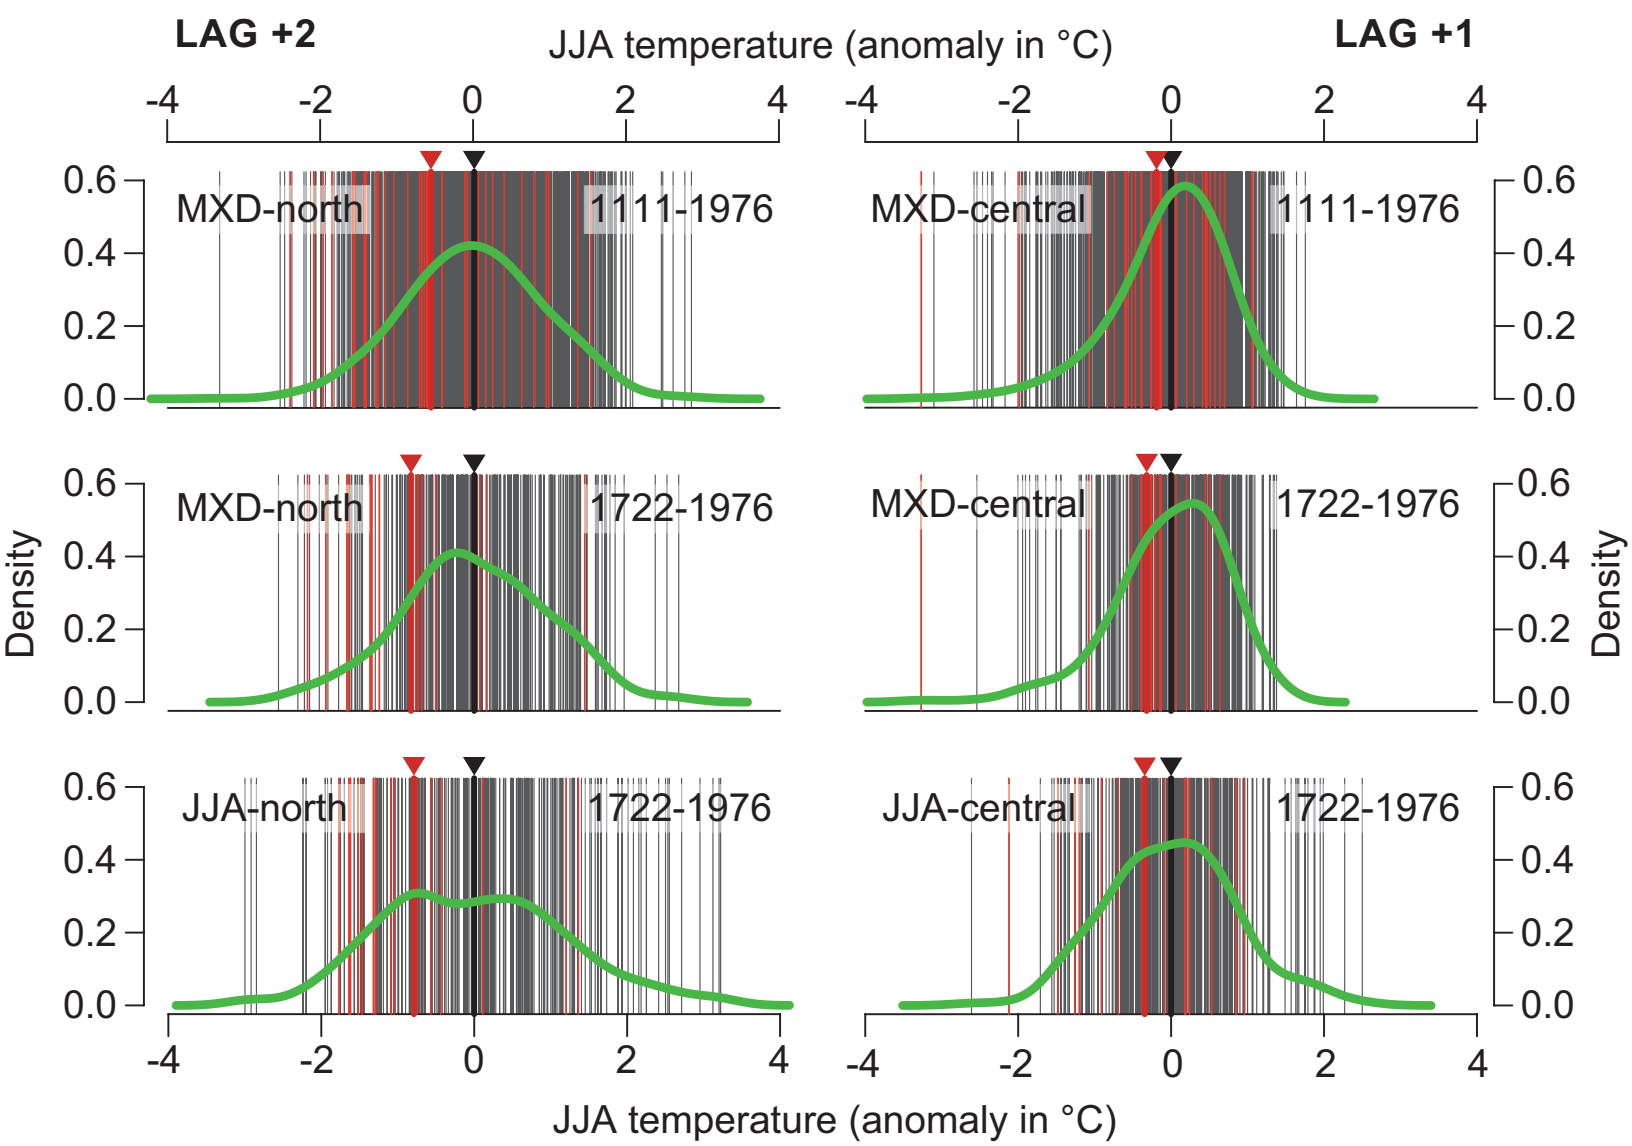 LAG +2
JJA temperature (anomaly in °C)
LAG +1
-4 -2 0 2 4
-4 -2 0 2 4
0.6
0.4
0.2
0.0
MXD-north
1111-1976
MXD-central
1111-1976
0.6
0.4
0.2
0.0
0.6
0.4
0.2
0.0
MXD-north
1722-1976
MXD-central
1722-1976
0.6
0.4
0.2
0.0
Density
Density
0.6
0.4
0.2
0.0
JJA-north
1722-1976
JJA-central
1722-1976
0.6
0.4
0.2
0.0
-4 -2 0 2 4
-4 -2 0 2 4
JJA temperature (anomaly in °C)